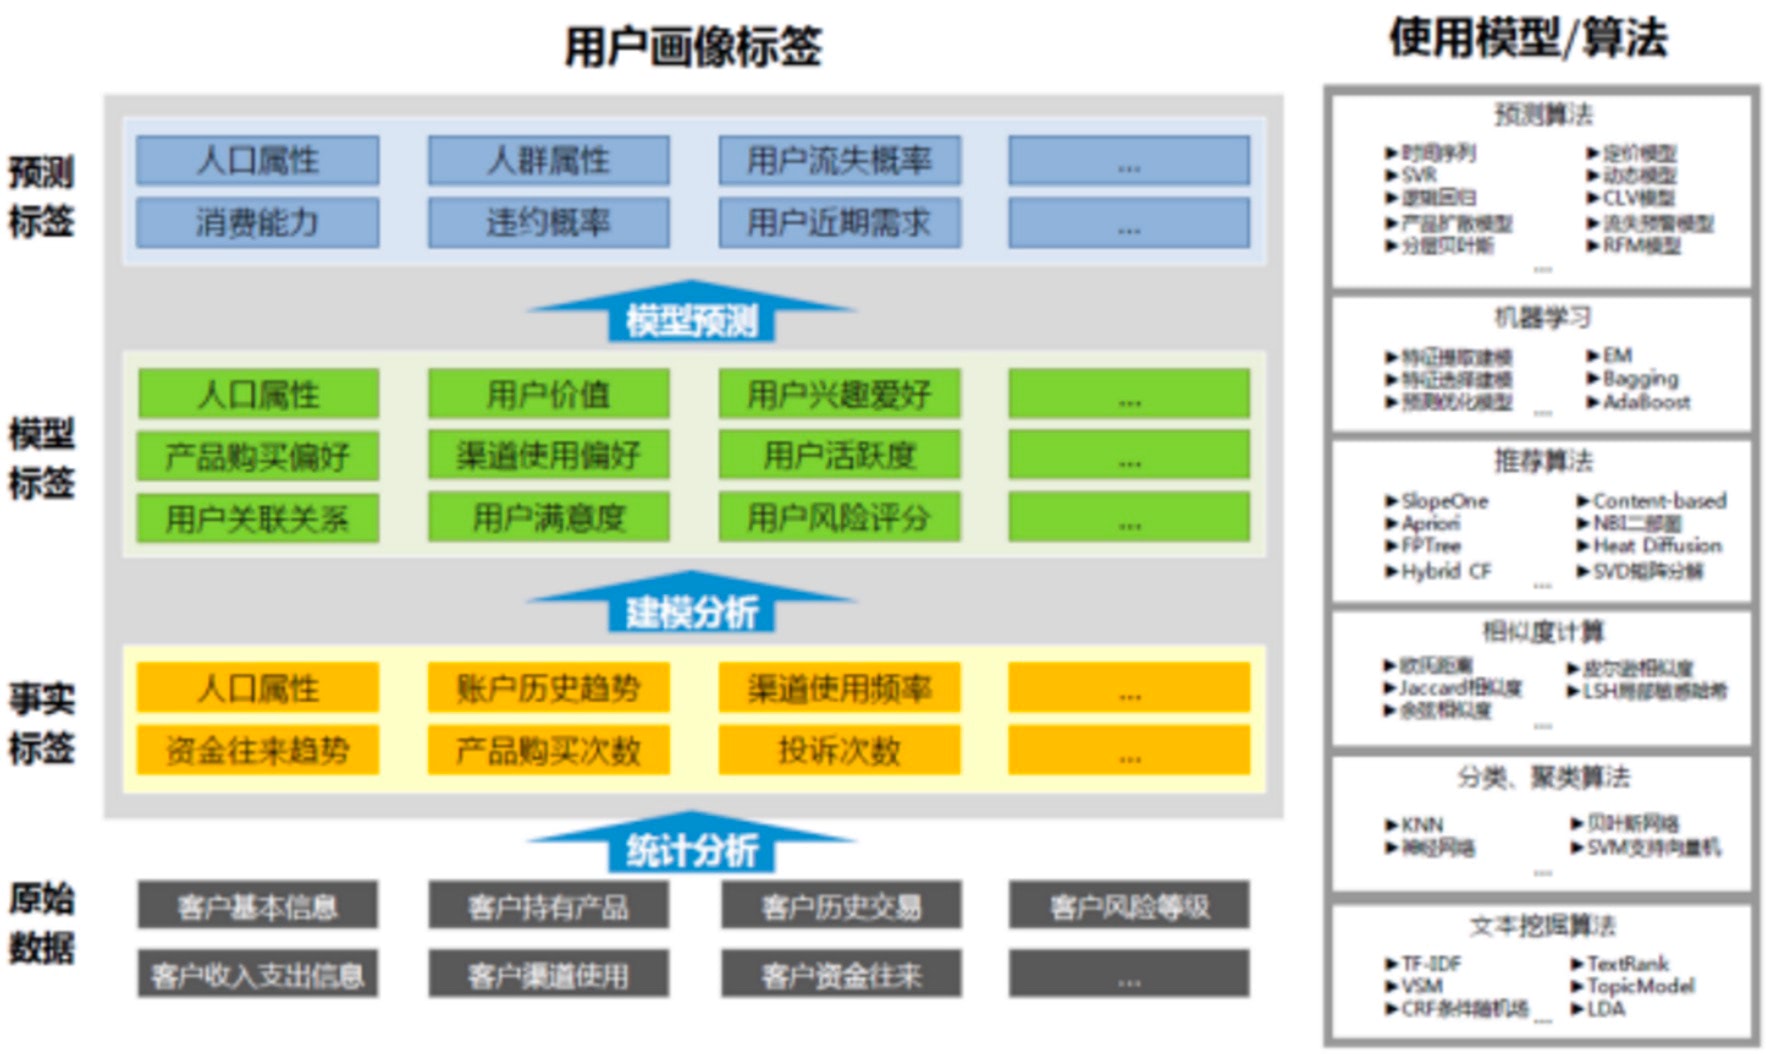 用户画像标签
预测
标签
人口属性
人群属性
用户流失概率
...
消费能力
违约概率
用户近期需求
...
模型预测
模型
标签
人口属性
用户价值
用户兴趣爱好
...
产品购买偏好
渠道使用偏好
用户活跃度
...
用户关联关系
用户满意度
用户风险评分
...
建模分析
事实
标签
人口属性
账户历史趋势
渠道使用频率
...
资金往来趋势
产品购买次数
投诉次数
...
统计分析
原始
数据
客户基本信息
客户持有产品
客户历史交易
客户风险等级
客户收入支出信息
客户渠道使用
客户资金往来
...
使用模型/算法
预测算法
►时间序列
►定价模型
►SVR
►动态模型
►逻辑回归
►CLV模型
►产品扩散模型
►流失预警模型
►分层贝叶斯
►RFM模型
...
机器学习
►特征提取建模
►EM
►特征选择建模
►Bagging
►预测优化模型
►AdaBoost
...
推荐算法
►SlopeOne
►Content-based
►Apriori
►NBI二部图
►FPTree
►Heat Diffusion
►Hybrid CF
►SVD矩阵分解
...
相似度计算
►欧氏距离
►皮尔逊相似度
►Jaccard相似度
►LSH局部敏感哈希
►余弦相似度
...
分类、聚类算法
►KNN
►贝叶斯网络
►神经网络
►SVM支持向量机
...
文本挖掘算法
►TF-IDF
►TextRank
►VSM
►TopicModel
►CRF条件随机场
►LDA
...